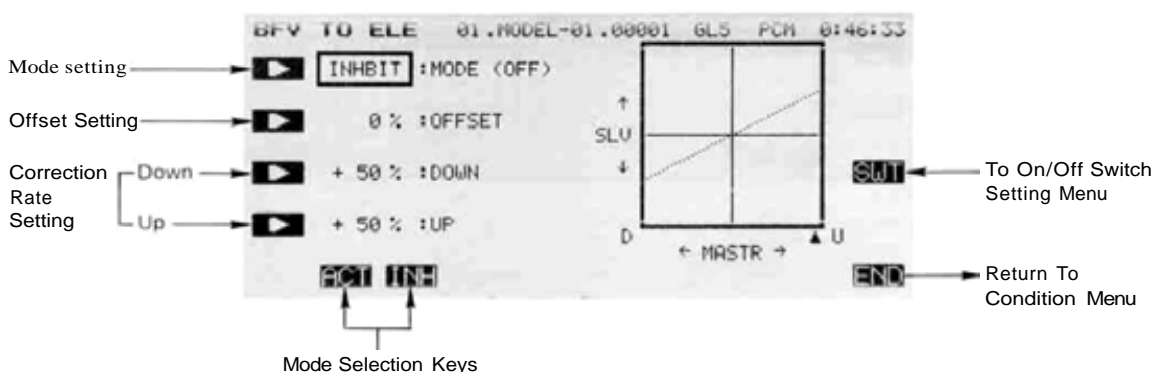 BFV TO ELE 01.MODEL-01.00001 GLS PCM 0:46:33
Mode setting
INHBIT :MODE (OFF)
Offset Setting
0 % :OFFSET
Correction Rate Setting
Down
+ 50 % :DOWN
Up
+ 50 % :UP
ACT INH
Mode Selection Keys
↑
SLV
↓
D
← MASTR →
▲ U
SWT
To On/Off Switch
Setting Menu
END
Return To
Condition Menu